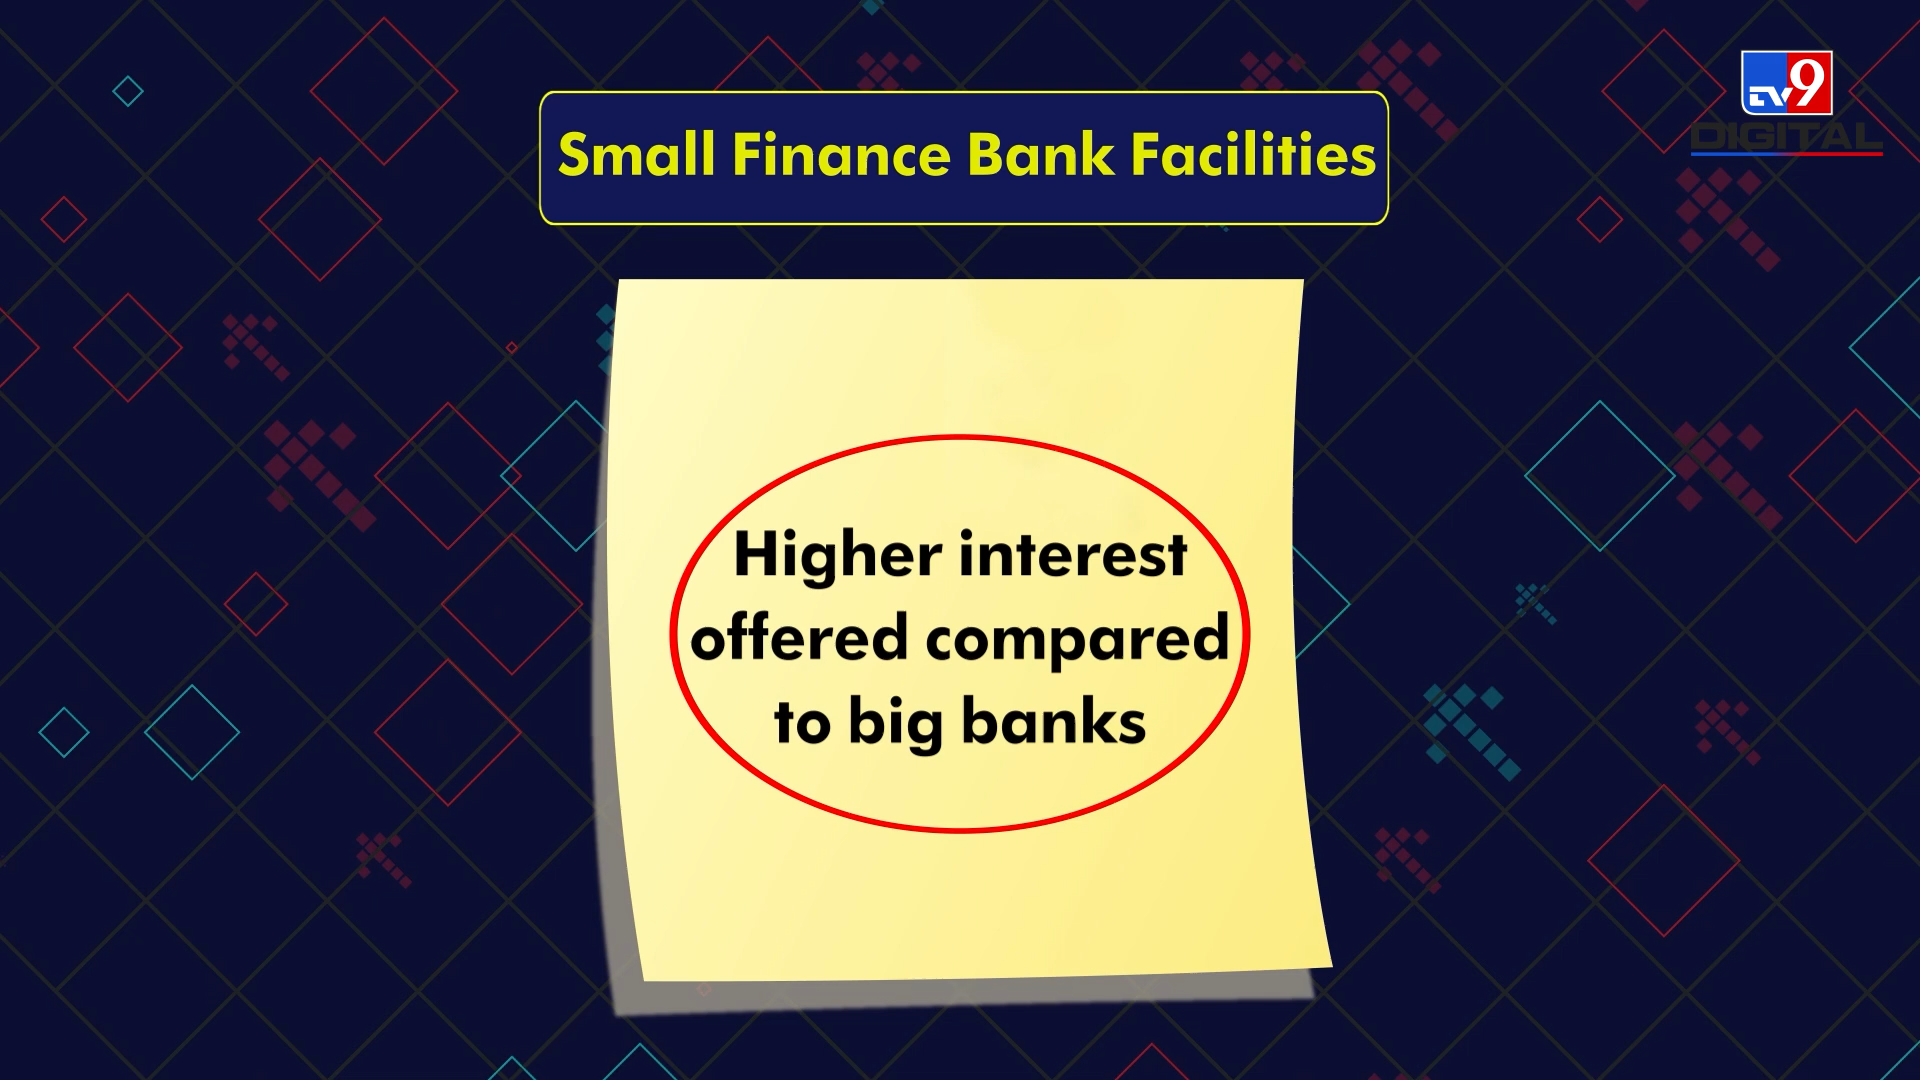 TV9
DIGITAL
Small Finance Bank Facilities
Higher interest
offered compared
to big banks